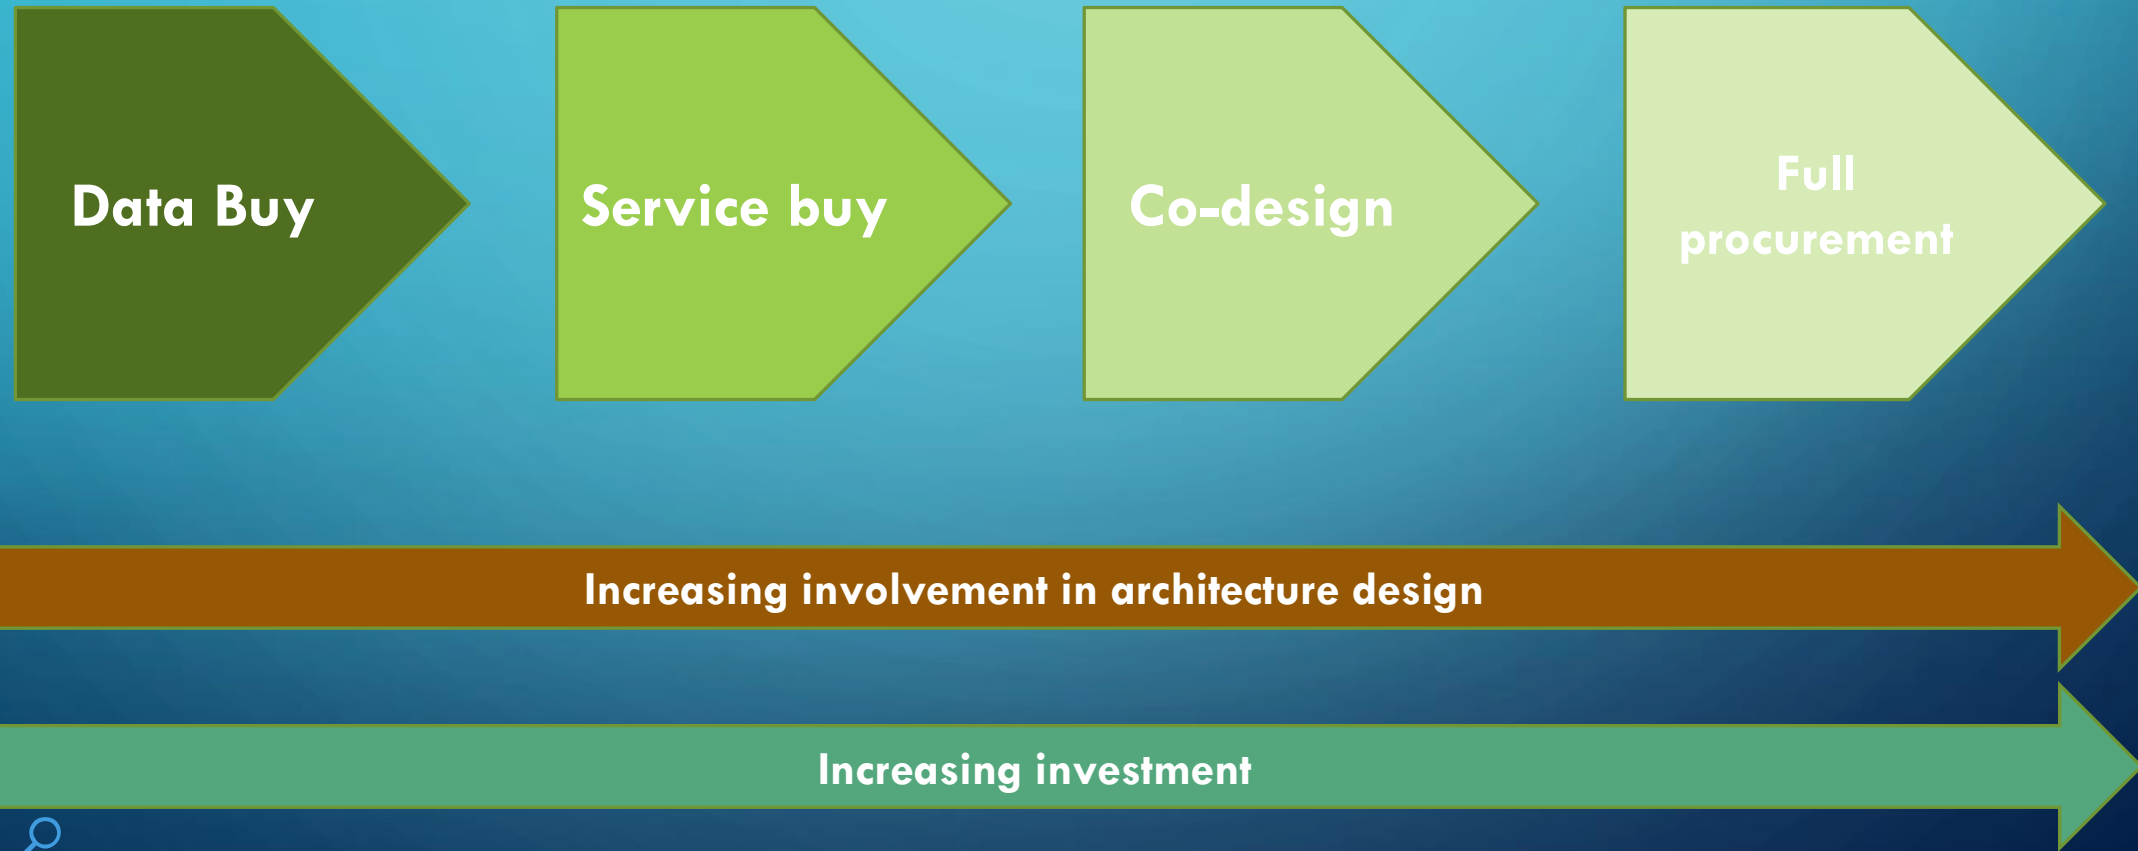 Data Buy
Service buy
Co-design
Full
procurement
Increasing involvement in architecture design
Increasing investment